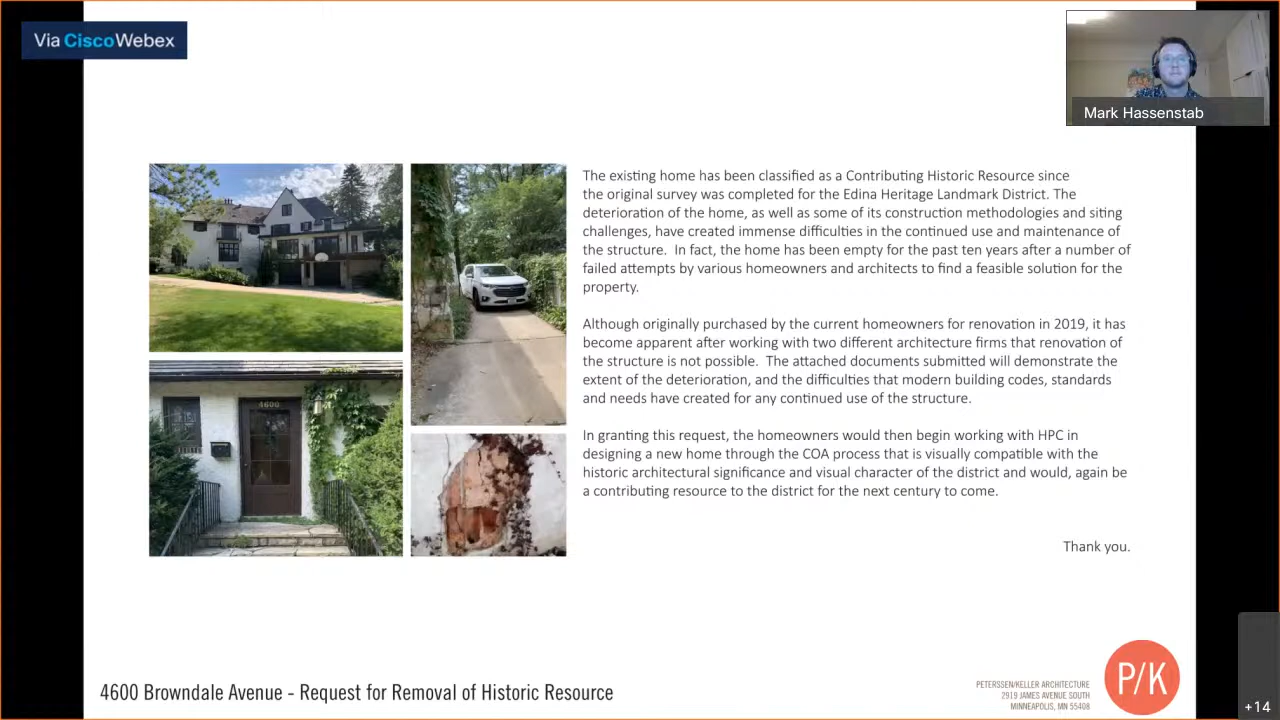 Via CiscoWebex
Mark Hassenstab
The existing home has been classified as a Contributing Historic Resource since
the original survey was completed for the Edina Heritage Landmark District. The
deterioration of the home, as well as some of its construction methodologies and siting
challenges, have created immense difficulties in the continued use and maintenance of
the structure. In fact, the home has been empty for the past ten years after a number of
failed attempts by various homeowners and architects to find a feasible solution for the
property.
Although originally purchased by the current homeowners for renovation in 2019, it has
become apparent after working with two different architecture firms that renovation of
the structure is not possible. The attached documents submitted will demonstrate the
extent of the deterioration, and the difficulties that modern building codes, standards
and needs have created for any continued use of the structure.
In granting this request, the homeowners would then begin working with HPC in
designing a new home through the COA process that is visually compatible with the
historic architectural significance and visual character of the district and would, again be
a contributing resource to the district for the next century to come.
Thank you.
4600
4600 Browndale Avenue - Request for Removal of Historic Resource
PETERSSEN/KELLER ARCHITECTURE
2919 JAMES AVENUE SOUTH
MINNEAPOLIS, MN 55408
P/K
+14